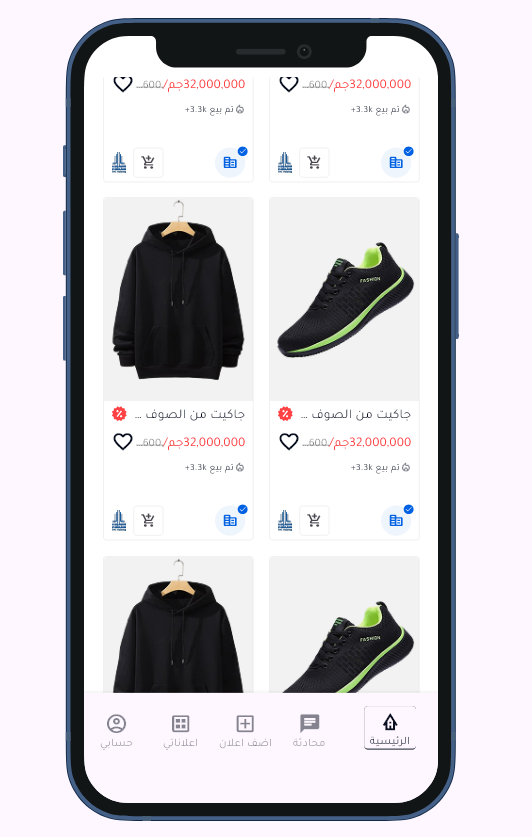 32,000,000جم/600... 32,000,000جم/600...
تم بيع 3.3k+ تم بيع 3.3k+
FASHION
جاكيت من الصوف ... جاكيت من الصوف ...
32,000,000جم/600... 32,000,000جم/600...
تم بيع 3.3k+ تم بيع 3.3k+
FASHION
الرئيسية محادثة اضف اعلان اعلاناتي حسابي